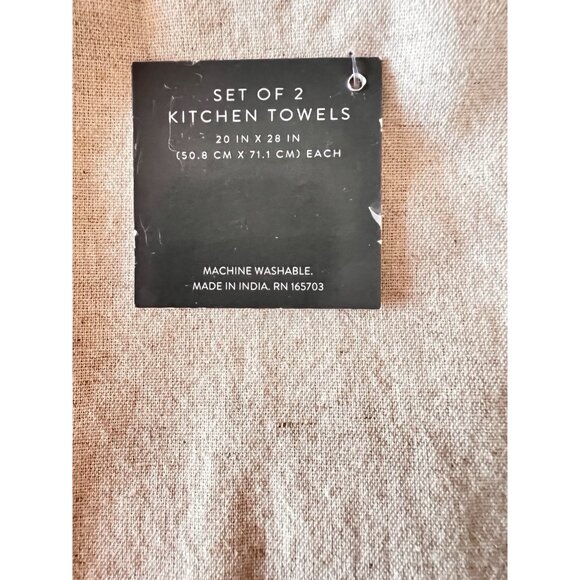 SET OF 2
KITCHEN TOWELS
20 IN X 28 IN
(50.8 CM X 71.1 CM) EACH
MACHINE WASHABLE.
MADE IN INDIA. RN 165703